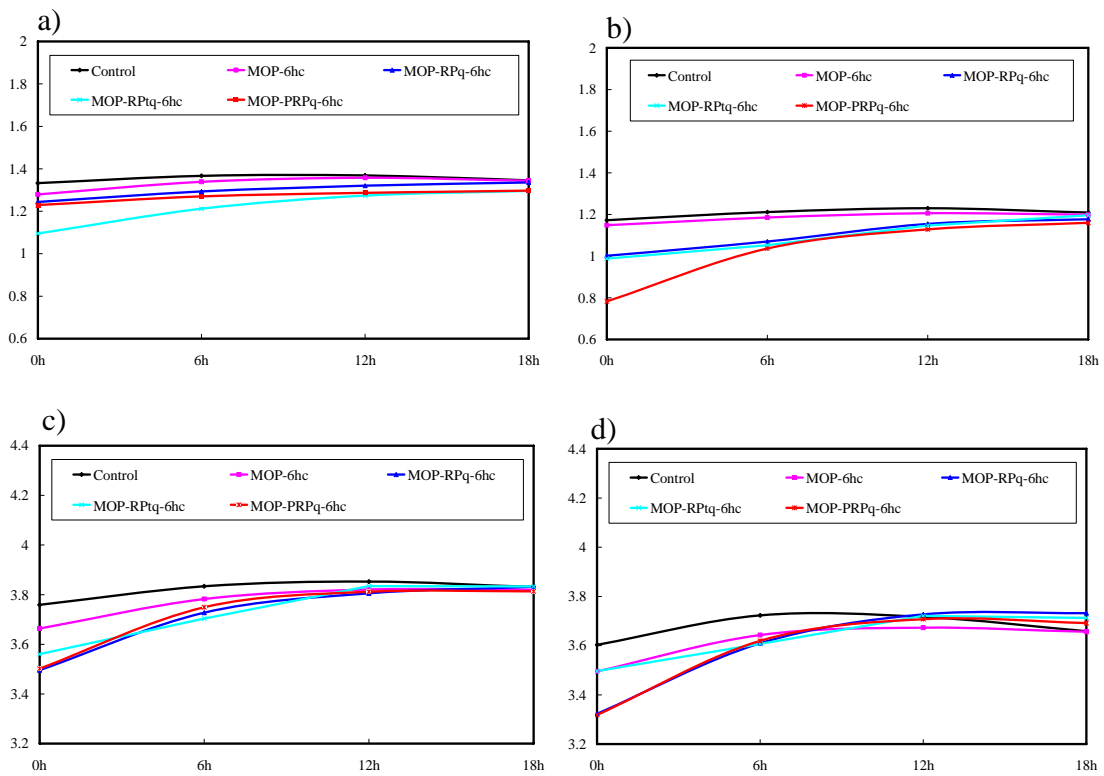 a)
2
1.8
1.6
1.4
1.2
1
0.8
0.6
Control MOP-6hc MOP-RPq-6hc
MOP-RPtq-6hc MOP-PRPq-6hc
0h 6h 12h 18h
b)
2
1.8
1.6
1.4
1.2
1
0.8
0.6
Control MOP-6hc MOP-RPq-6hc
MOP-RPtq-6hc MOP-PRPq-6hc
0h 6h 12h 18h
c)
4.4
4.2
4
3.8
3.6
3.4
3.2
Control MOP-6hc MOP-RPq-6hc
MOP-RPtq-6hc MOP-PRPq-6hc
0h 6h 12h 18h
d)
4.4
4.2
4
3.8
3.6
3.4
3.2
Control MOP-6hc MOP-RPq-6hc
MOP-RPtq-6hc MOP-PRPq-6hc
0h 6h 12h 18h